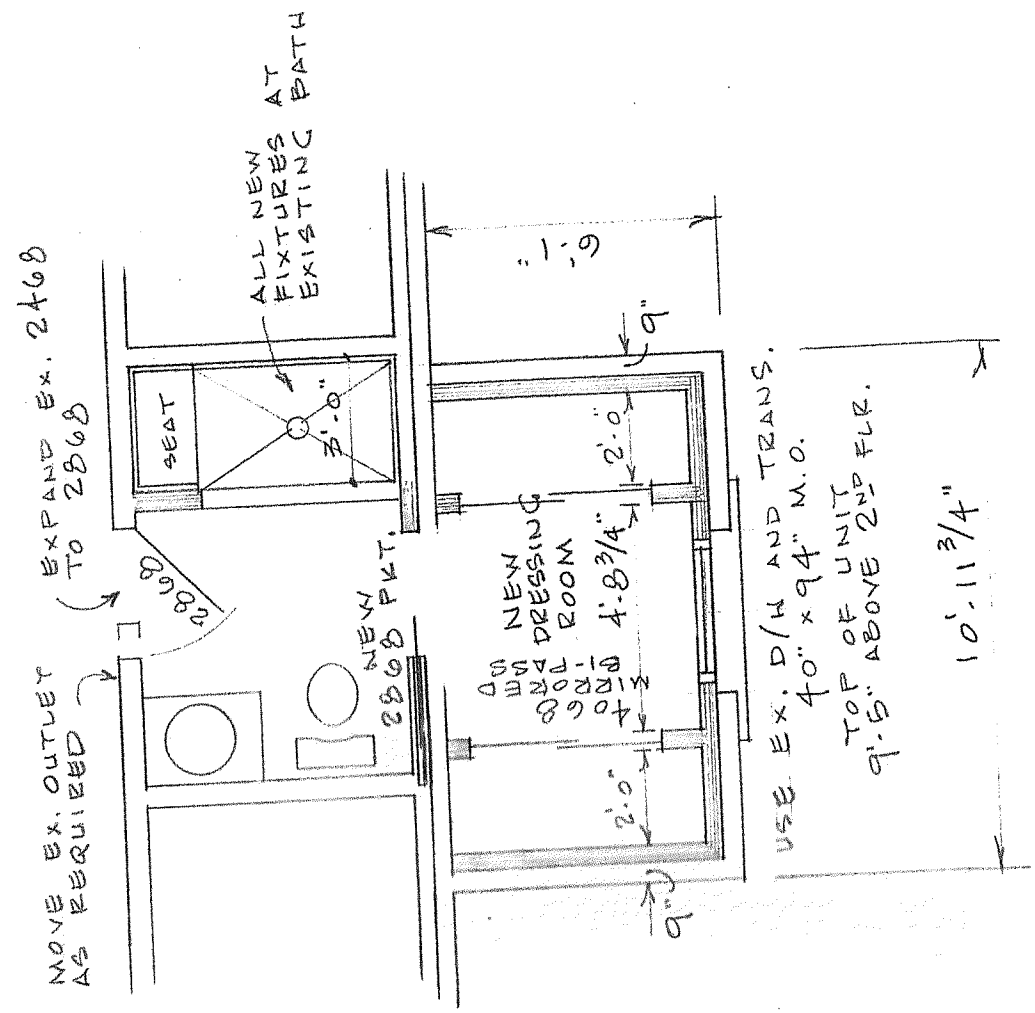 MOVE EX. OUTLET
AS REQUIRED
EXPAND EX. 2468
TO 2868
2868
SEAT
3'-0"
ALL NEW
FIXTURES AT
EXISTING BATH
NEW
2868 PKT.
6'-1"
4068
MIRRORED
BI-PASS
NEW
DRESSING
ROOM
2'-0"
4'-8 3/4"
2'-0"
9"
9"
USE EX. D/H AND TRANS.
40" x 94" M.O.
TOP OF UNIT
9'-5" ABOVE 2ND FLR.
10'-11 3/4"